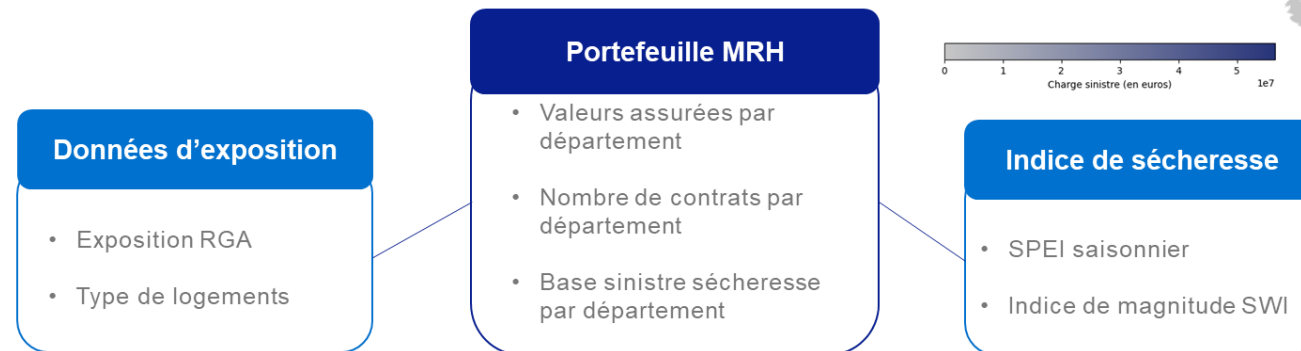 Données d’exposition
• Exposition RGA
• Type de logements
Portefeuille MRH
• Valeurs assurées par
département
• Nombre de contrats par
département
• Base sinistre sécheresse
par département
0 1 2 3 4 5
Charge sinistre (en euros) 1e7
Indice de sécheresse
• SPEI saisonnier
• Indice de magnitude SWI